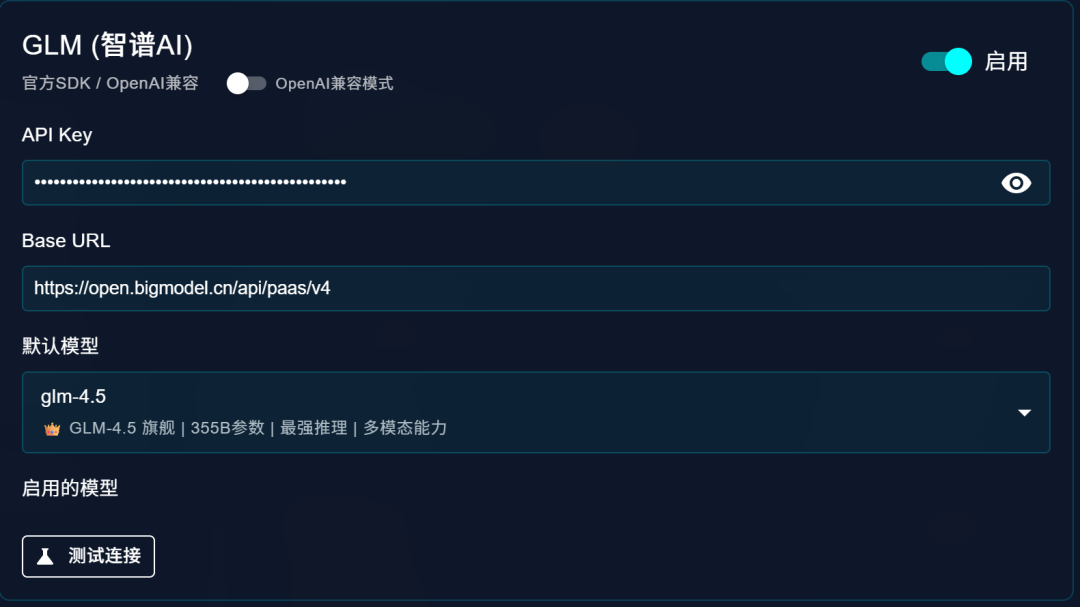 GLM (智谱AI)
启用
官方SDK / OpenAI兼容
OpenAI兼容模式
API Key
••••••••••••••••••••••••••••••••••••••••••••••••••
Base URL
https://open.bigmodel.cn/api/paas/v4
默认模型
glm-4.5
👑 GLM-4.5 旗舰 | 355B参数 | 最强推理 | 多模态能力
启用的模型
测试连接